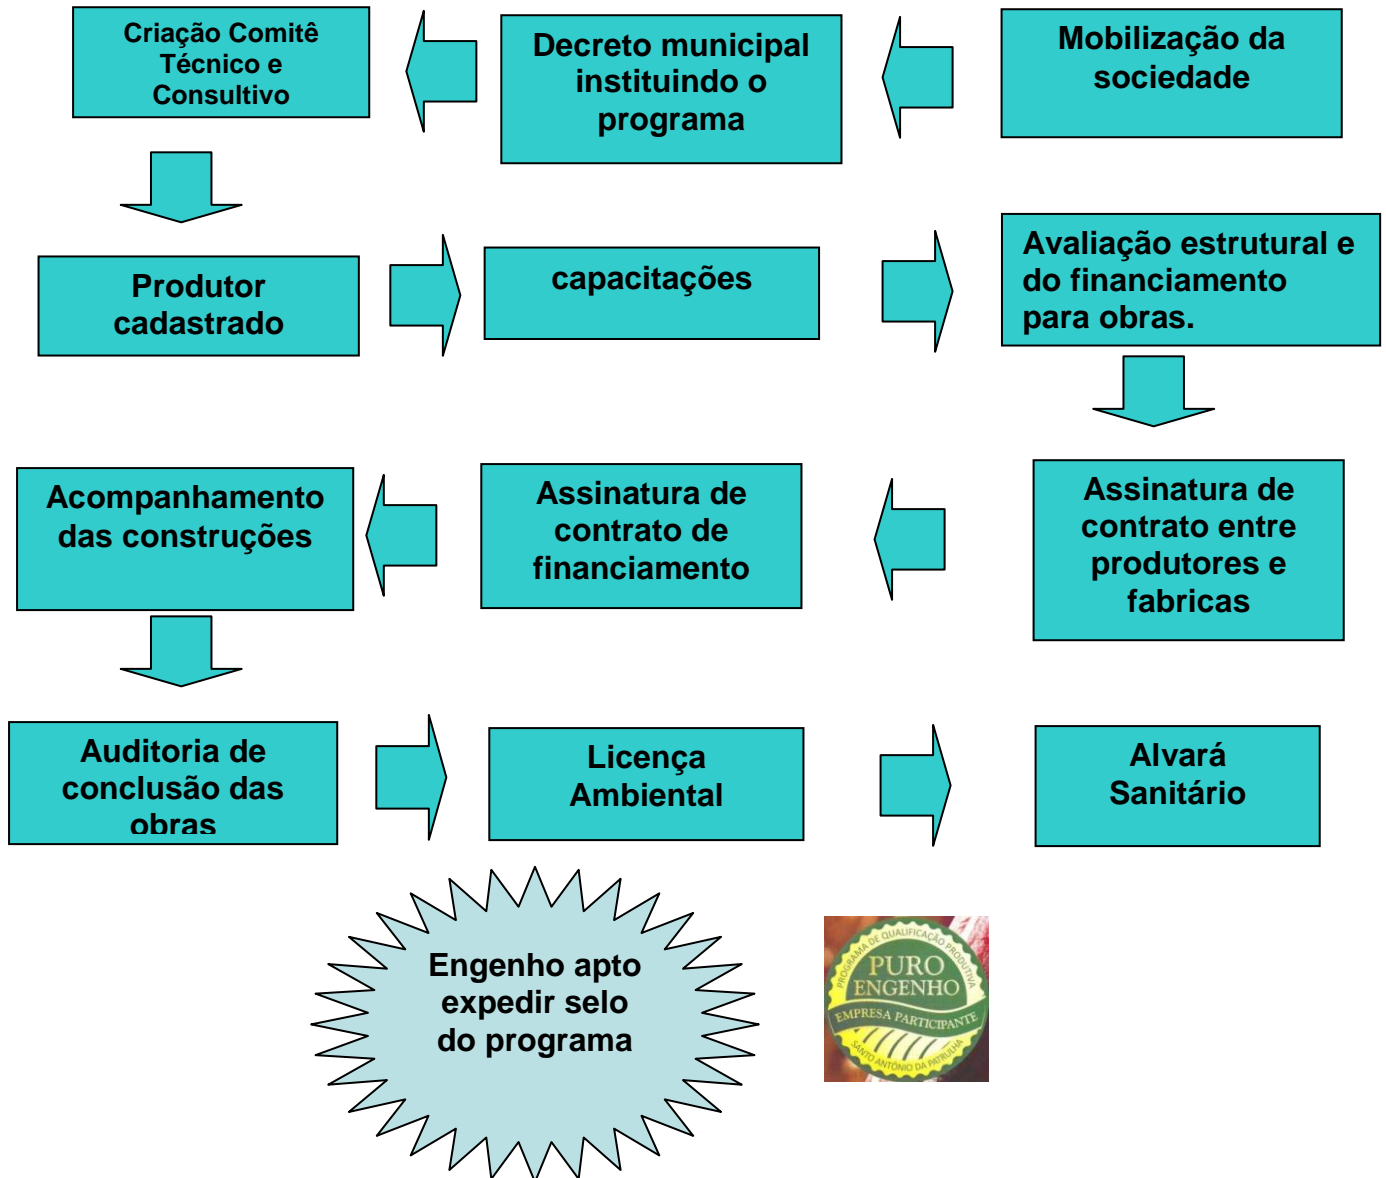 Criação Comitê
Técnico e
Consultivo
Decreto municipal
instituindo o
programa
Mobilização da
sociedade
Produtor
cadastrado
capacitações
Avaliação estrutural e
do financiamento
para obras.
Acompanhamento
das construções
Assinatura de
contrato de
financiamento
Assinatura de
contrato entre
produtores e
fabricas
Auditoria de
conclusão das
obras
Licença
Ambiental
Alvará
Sanitário
Engenho apto
expedir selo
do programa
PROGRAMA DE QUALIFICAÇÃO PRODUTIVA
PURO
ENGENHO
EMPRESA PARTICIPANTE
SANTO ANTÔNIO DA PATRULHA